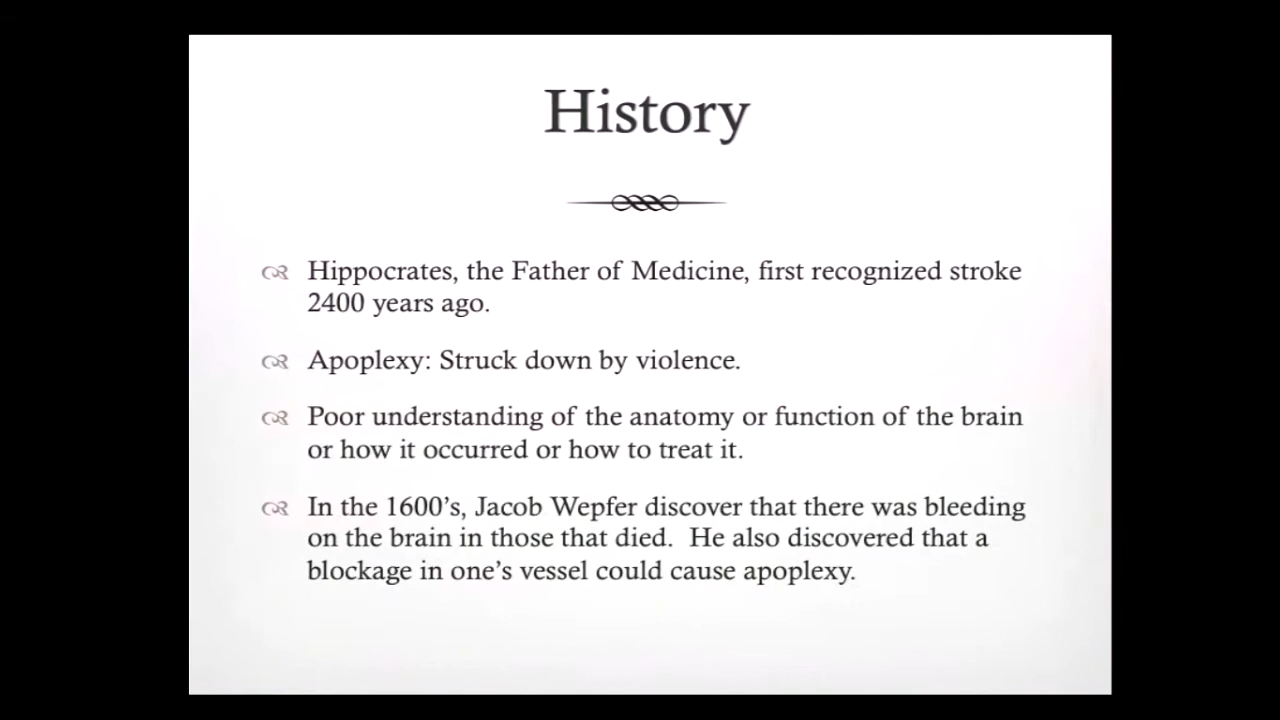 History
Hippocrates, the Father of Medicine, first recognized stroke
2400 years ago.
Apoplexy: Struck down by violence.
Poor understanding of the anatomy or function of the brain
or how it occurred or how to treat it.
In the 1600’s, Jacob Wepfer discover that there was bleeding
on the brain in those that died.  He also discovered that a
blockage in one’s vessel could cause apoplexy.